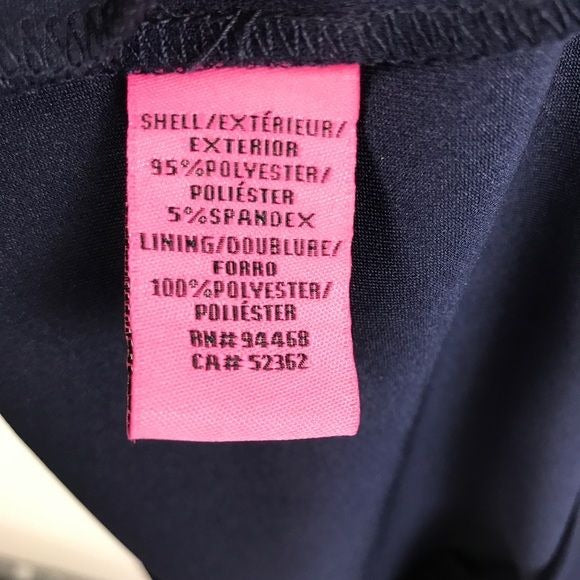 SHELL/EXTÉRIEUR/
EXTERIOR
95%POLYESTER/
POLIÉSTER
5%SPANDEX
LINING/DOUBLURE/
FORRO
100%POLYESTER/
POLIÉSTER
RN# 94468
CA# 52362